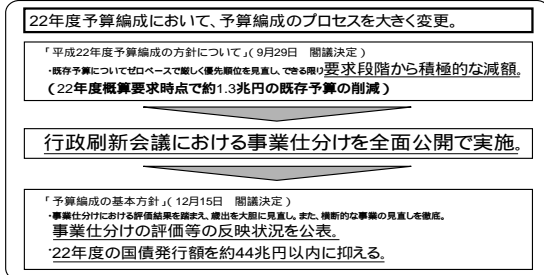 22年度予算編成において、予算編成のプロセスを大きく変更。
「平成22年度予算編成の方針について」(9月29日 閣議決定)
・既存予算についてゼロベースで厳しく優先順位を見直し、できる限り要求段階から積極的な減額。
(22年度概算要求時点で約1.3兆円の既存予算の削減)
行政刷新会議における事業仕分けを全面公開で実施。
「予算編成の基本方針」(12月15日 閣議決定)
・事業仕分けにおける評価結果を踏まえ、歳出を大胆に見直し。また、横断的な事業の見直しを徹底。
事業仕分けの評価等の反映状況を公表。
・22年度の国債発行額を約44兆円以内に抑える。